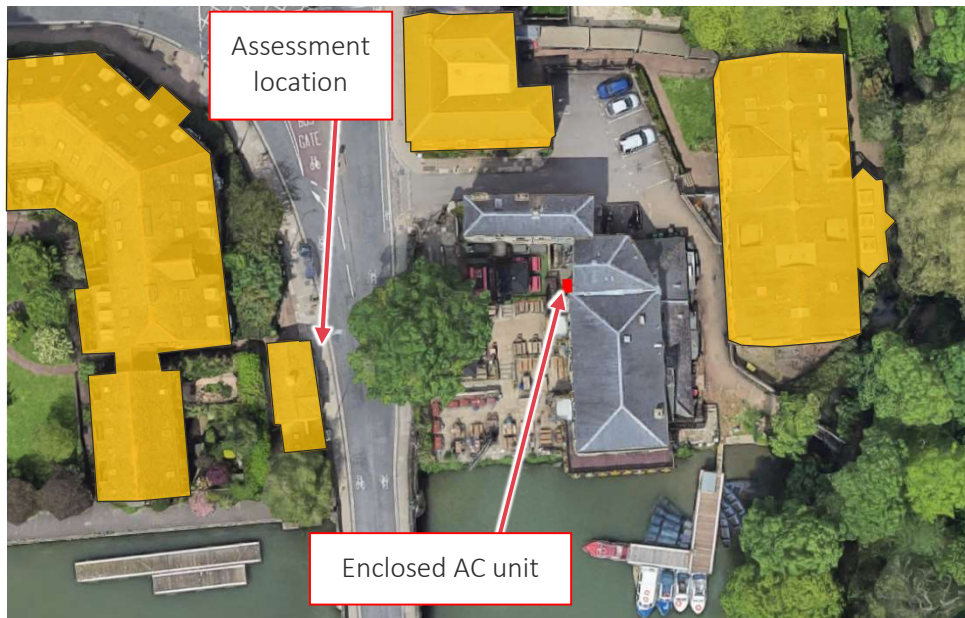 Assessment
location
BUS
GATE
Enclosed AC unit